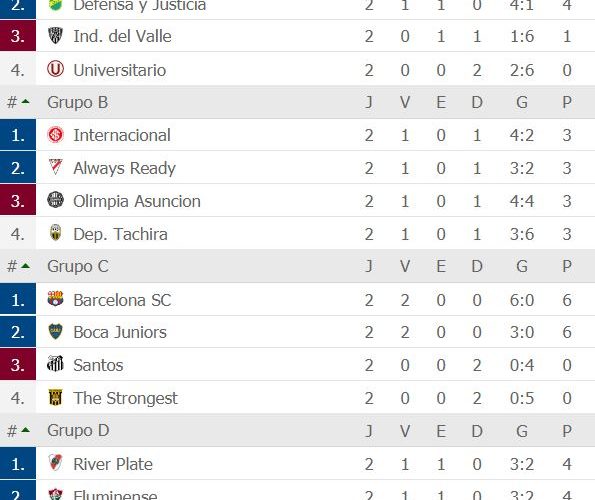 2. Defensa y Justicia 2 1 1 0 4:1 4
3. Ind. del Valle 2 0 1 1 1:6 1
4. Universitario 2 0 0 2 2:6 0
# Grupo B J V E D G P
1. Internacional 2 1 0 1 4:2 3
2. Always Ready 2 1 0 1 3:2 3
3. Olimpia Asuncion 2 1 0 1 4:4 3
4. Dep. Tachira 2 1 0 1 3:6 3
# Grupo C J V E D G P
1. Barcelona SC 2 2 0 0 6:0 6
2. Boca Juniors 2 2 0 0 3:0 6
3. Santos 2 0 0 2 0:4 0
4. The Strongest 2 0 0 2 0:5 0
# Grupo D J V E D G P
1. River Plate 2 1 1 0 3:2 4
2. Fluminense 2 1 1 0 3:2 4